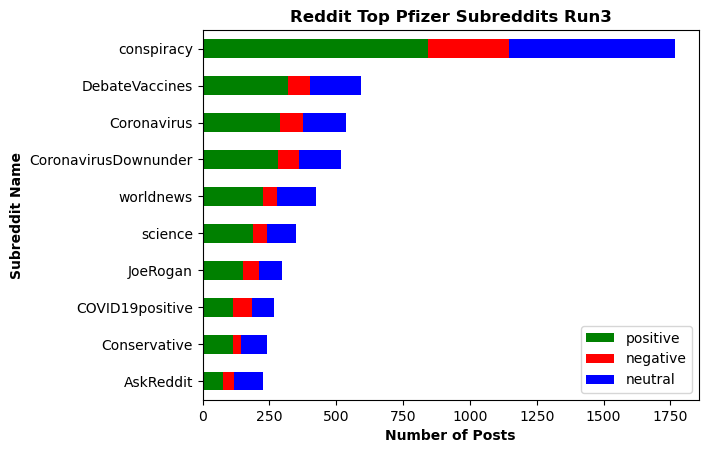 Reddit Top Pfizer Subreddits Run3
Subreddit Name
conspiracy
DebateVaccines
Coronavirus
CoronavirusDownunder
worldnews
science
JoeRogan
COVID19positive
Conservative
AskReddit
positive
negative
neutral
0 250 500 750 1000 1250 1500 1750
Number of Posts